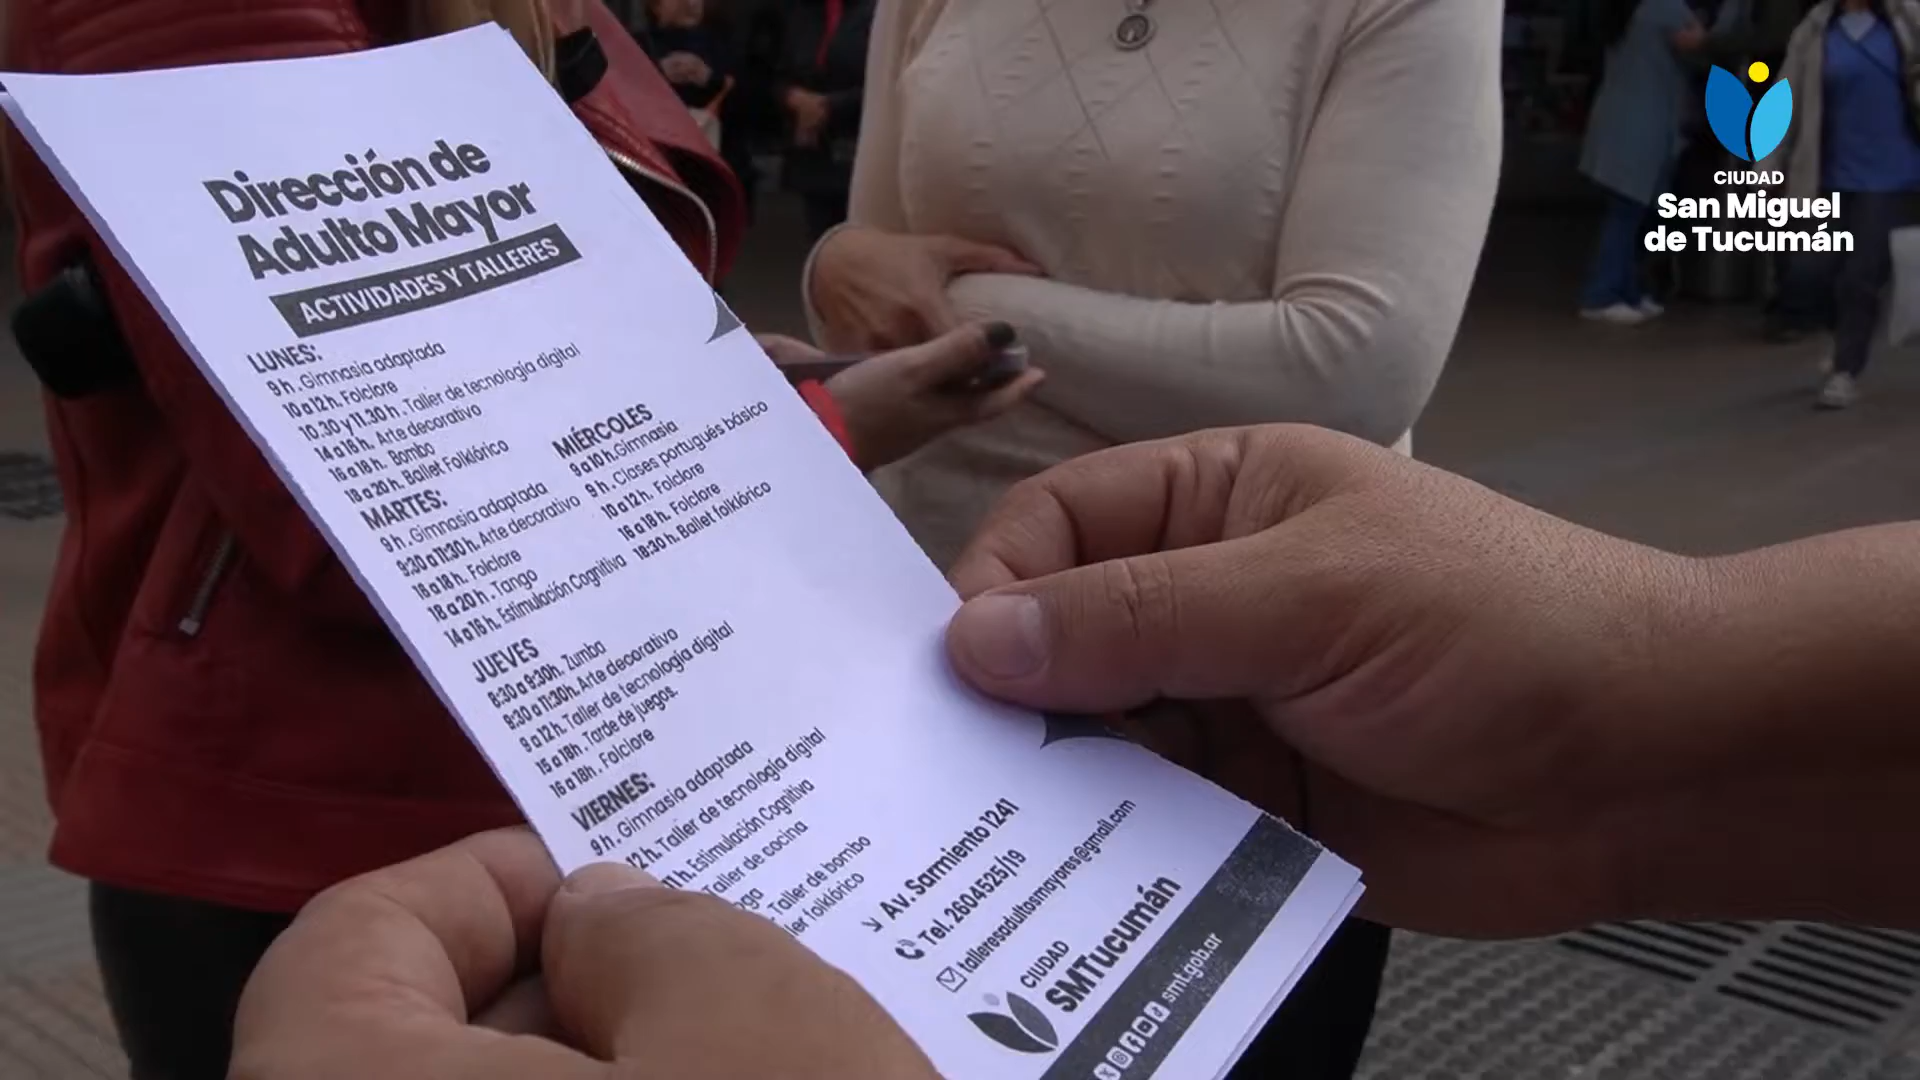 Dirección de
Adulto Mayor
ACTIVIDADES Y TALLERES
LUNES:
9 h. Gimnasia adaptada
10 a 12 h. Folclore
10.30 y 11.30 h. Taller de tecnología digital
14 a 16 h. Arte decorativo
16 a 18 h. Bombo
18 a 20 h. Ballet Folklórico
MARTES:
9 h. Gimnasia adaptada
9:30 a 11:30 h. Arte decorativo
16 a 18 h. Folclore
18 a 20 h. Tango
14 a 16 h. Estimulación Cognitiva
MIÉRCOLES
9 a 10 h. Gimnasia
9 h. Clases portugués básico
10 a 12 h. Folclore
16 a 18 h. Folclore
18:30 h. Ballet folklórico
JUEVES
8:30 a 9:30h. Zumba
9:30 a 11:30h. Arte decorativo
9 a 12 h. Taller de tecnología digital
15 a 18h. Tarde de juegos.
16 a 18h. Folclore
VIERNES:
9 h. Gimnasia adaptada
12 h. Taller de tecnología digital
11 h. Estimulación Cognitiva
Taller de cocina
oga
Taller de bombo
ller folklórico
Av. Sarmiento 1241
Tel. 2604525/19
talleresadultosmayores@gmail.com
CIUDAD
SMTucumán
smt.gob.ar
CIUDAD
San Miguel
de Tucumán